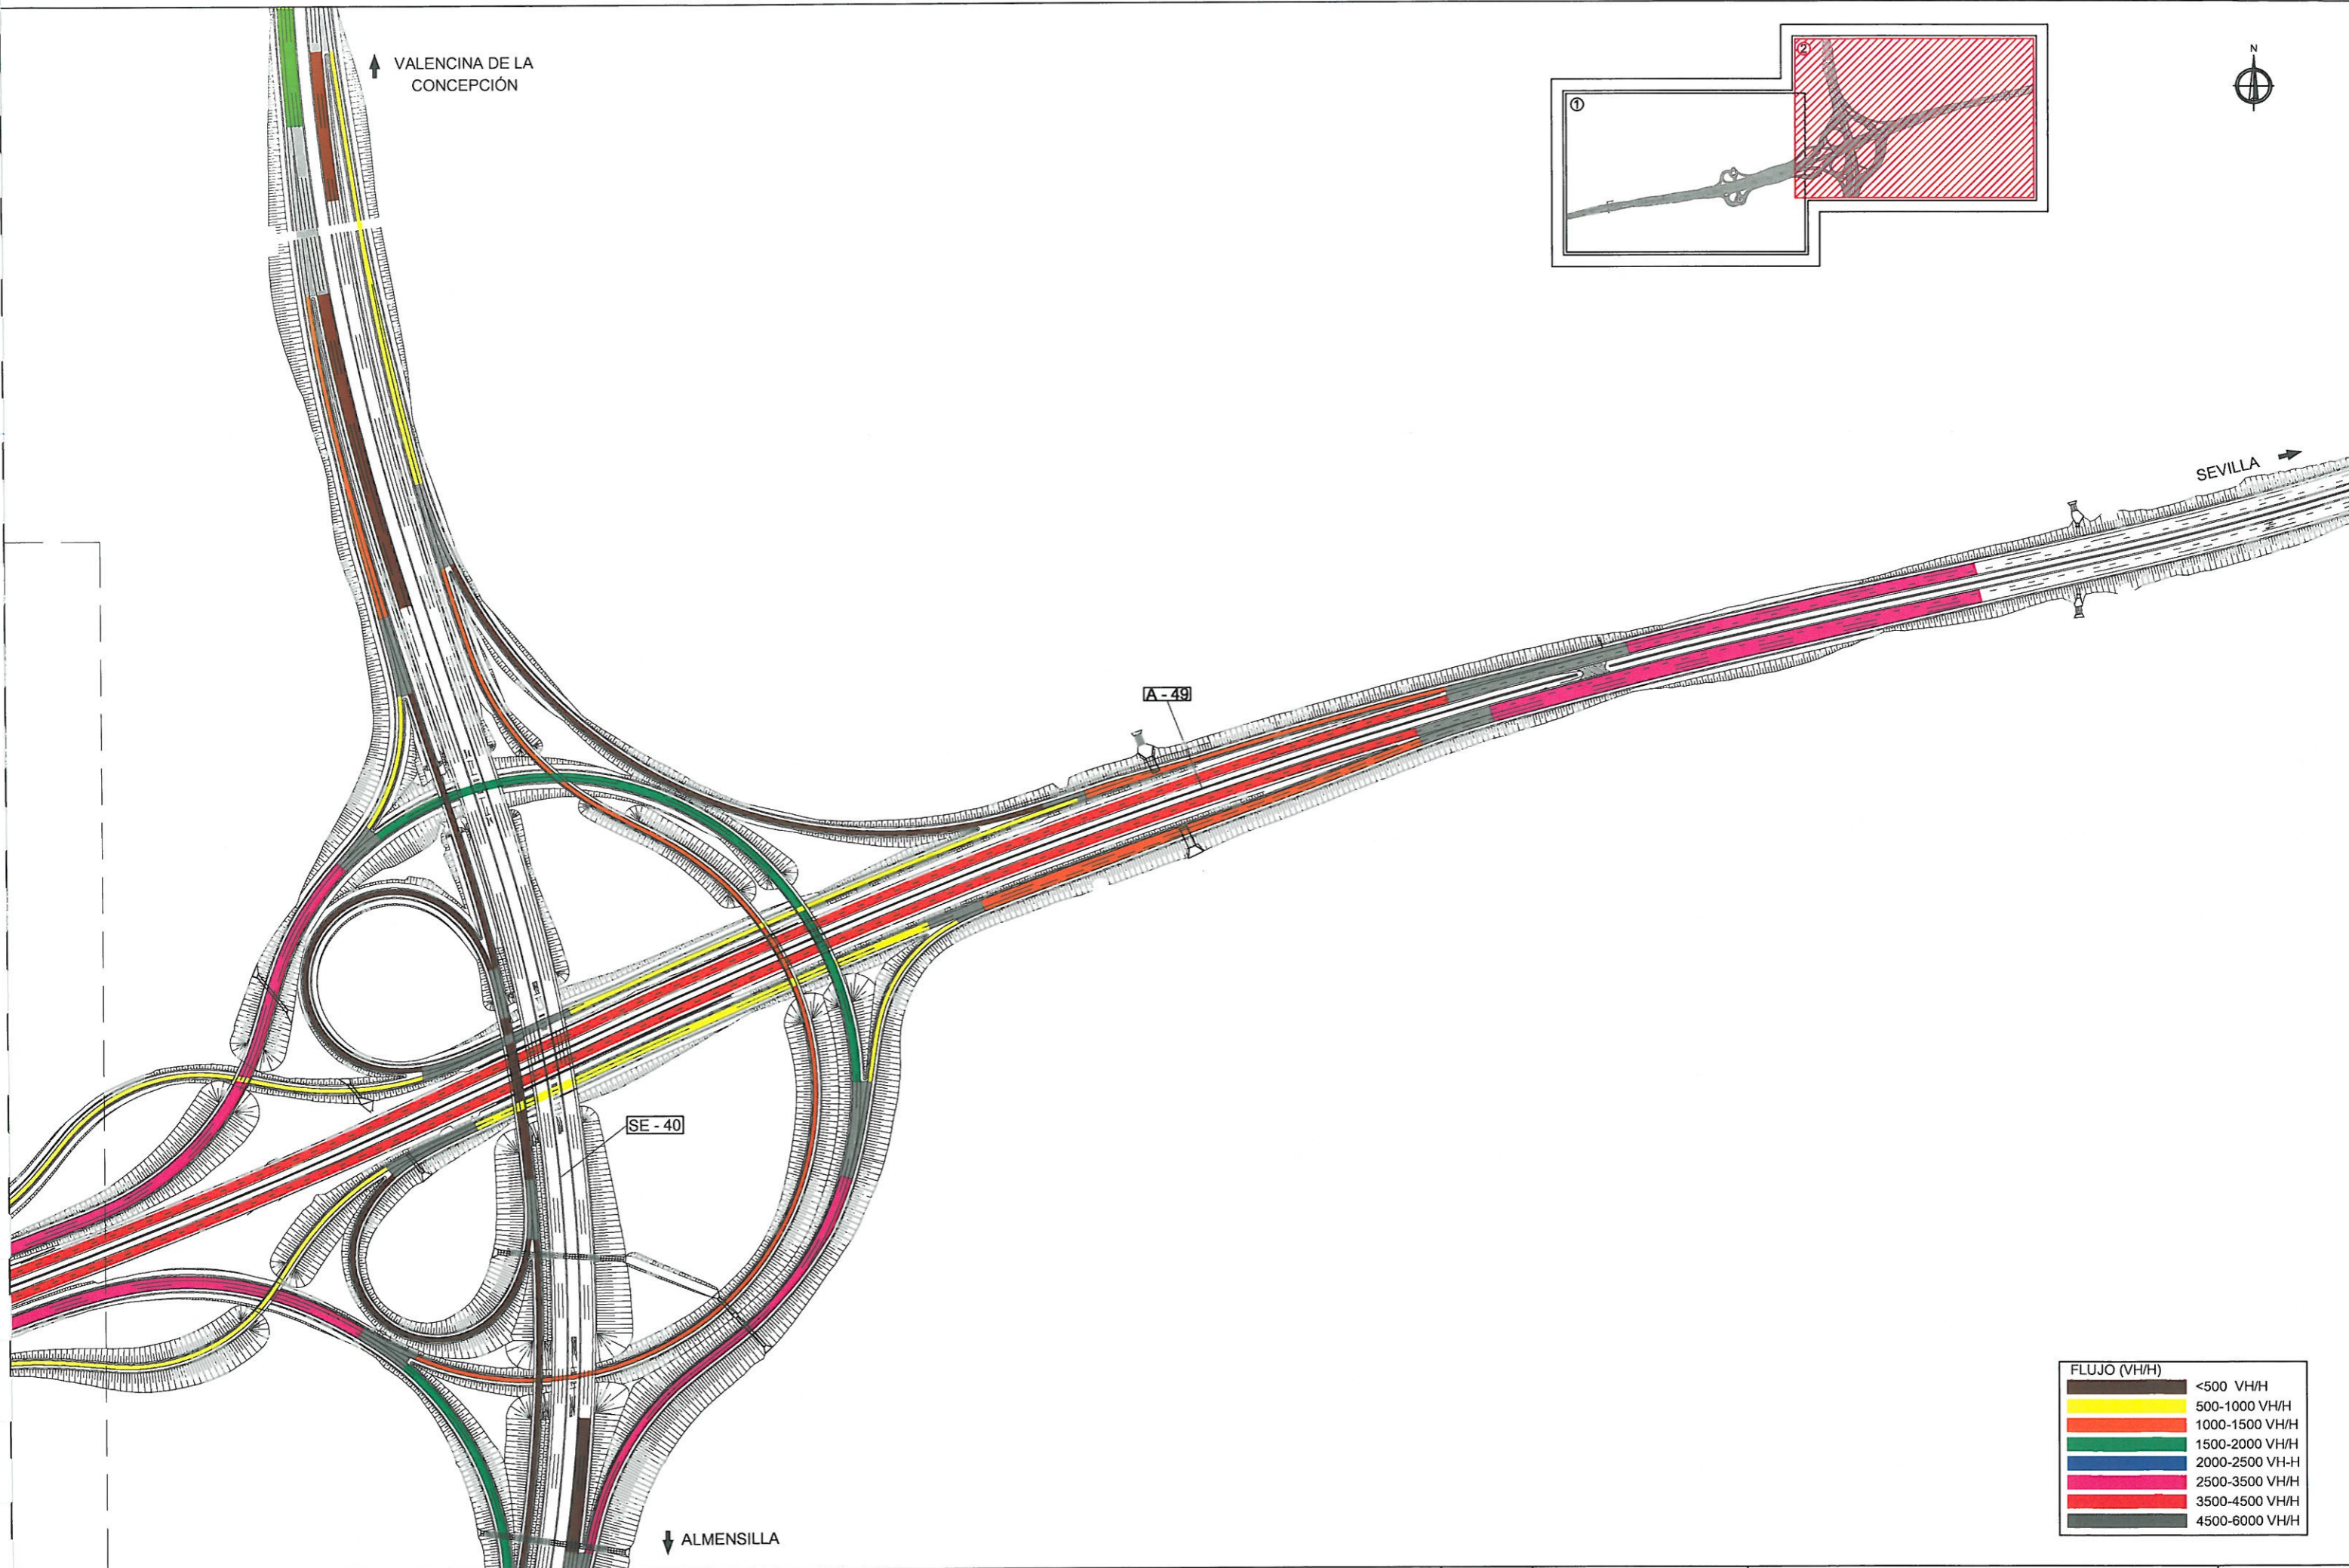 VALENCINA DE LA
CONCEPCIÓN
①
②
N
SEVILLA
A - 49
SE - 40
ALMENSILLA
FLUJO (VH/H)
<500 VH/H
500-1000 VH/H
1000-1500 VH/H
1500-2000 VH/H
2000-2500 VH-H
2500-3500 VH/H
3500-4500 VH/H
4500-6000 VH/H